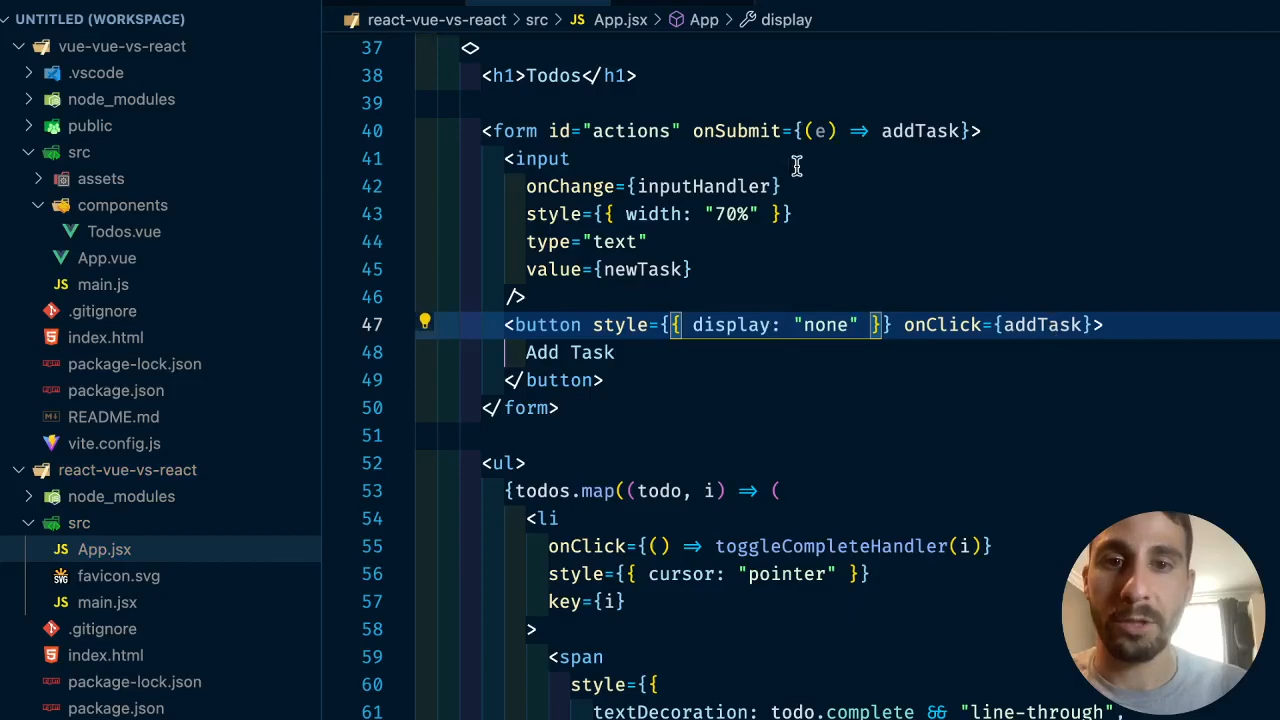 UNTITLED (WORKSPACE)
vue-vue-vs-react
.vscode
node_modules
public
src
assets
components
Todos.vue
App.vue
JS main.js
.gitignore
index.html
package-lock.json
package.json
README.md
vite.config.js
react-vue-vs-react
node_modules
src
JS App.jsx
SVG favicon.svg
JS main.jsx
.gitignore
index.html
package-lock.json
package.json
react-vue-vs-react › src › JS App.jsx › App › display
37 <>
38 <h1>Todos</h1>
39
40 <form id="actions" onSubmit={(e) => addTask}>
41 <input
42 onChange={inputHandler}
43 style={{ width: "70%" }}
44 type="text"
45 value={newTask}
46 />
47 <button style={{ display: "none" }} onClick={addTask}>
48 Add Task
49 </button>
50 </form>
51
52 <ul>
53 {todos.map((todo, i) => (
54 <li
55 onClick={() => toggleCompleteHandler(i)}
56 style={{ cursor: "pointer" }}
57 key={i}
58 >
59 <span
60 style={{
61 textDecoration: todo.complete && "line-through",